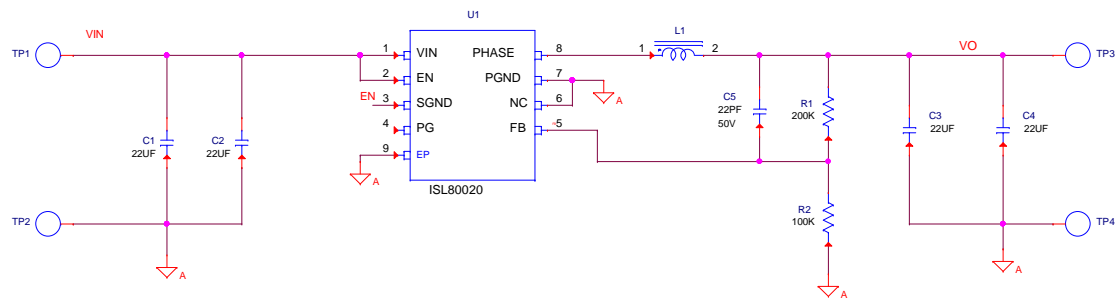 U1
VIN
TP1
1
VIN
PHASE
8
1
L1
2
VO
TP3
2
EN
PGND
7
A
EN
3
SGND
NC
6
4
PG
FB
5
9
EP
A
ISL80020
C1
22UF
C2
22UF
C5
22PF
50V
R1
200K
C3
22UF
C4
22UF
R2
100K
TP2
TP4
A
A
A